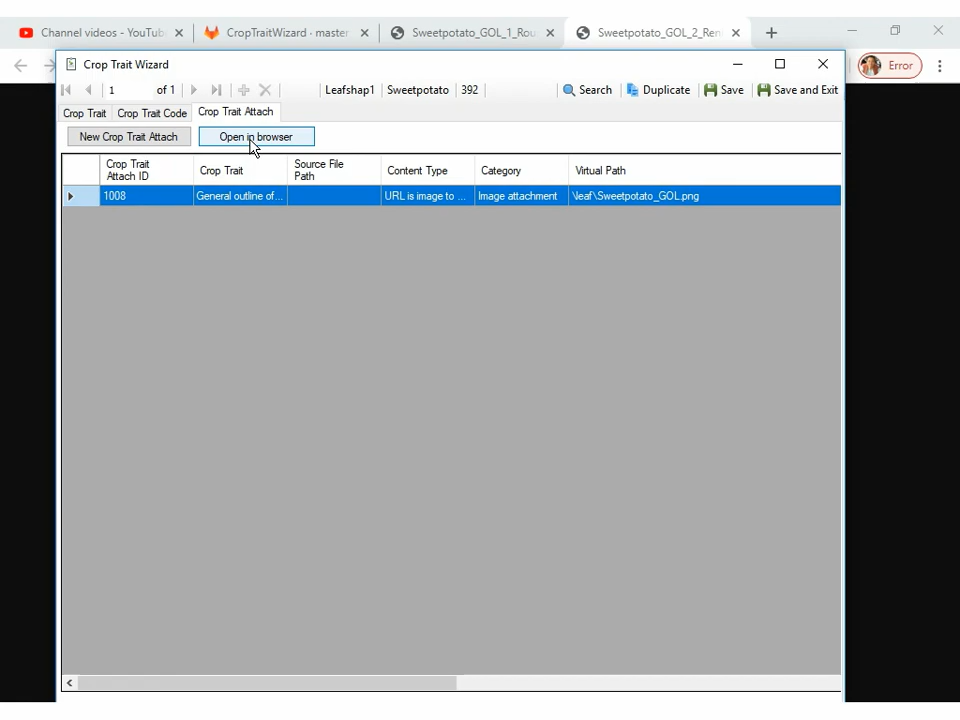 Channel videos - YouTub
CropTraitWizard · master
Sweetpotato_GOL_1_Rou
Sweetpotato_GOL_2_Ren
Error
Crop Trait Wizard
1 of 1 Leafshap1 Sweetpotato 392 Search Duplicate Save Save and Exit
Crop Trait Crop Trait Code Crop Trait Attach
New Crop Trait Attach Open in browser
Crop Trait Attach ID Crop Trait Source File Path Content Type Category Virtual Path
1008 General outline of... URL is image to ... Image attachment \leaf\Sweetpotato_GOL.png